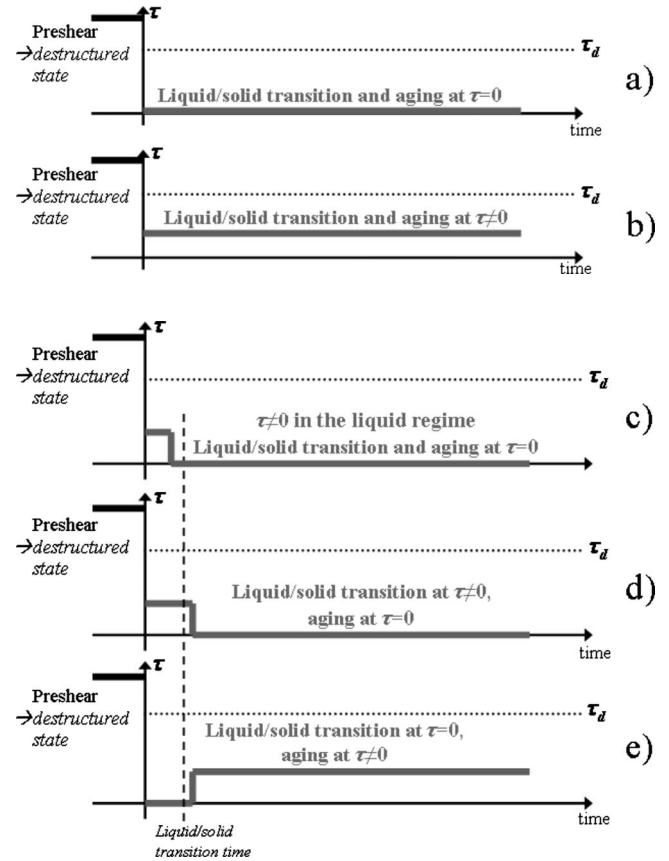 τ
Preshear
→destructured
state
τd
Liquid/solid transition and aging at τ=0
a)
time
τ
Preshear
→destructured
state
τd
Liquid/solid transition and aging at τ≠0
b)
time
τ
Preshear
→destructured
state
τd
τ≠0 in the liquid regime
c)
Liquid/solid transition and aging at τ=0
τ
Preshear
→destructured
state
τd
Liquid/solid transition at τ≠0,
aging at τ=0
d)
time
τ
Preshear
→destructured
state
τd
Liquid/solid transition at τ=0,
aging at τ≠0
e)
time
Liquid/solid
transition time